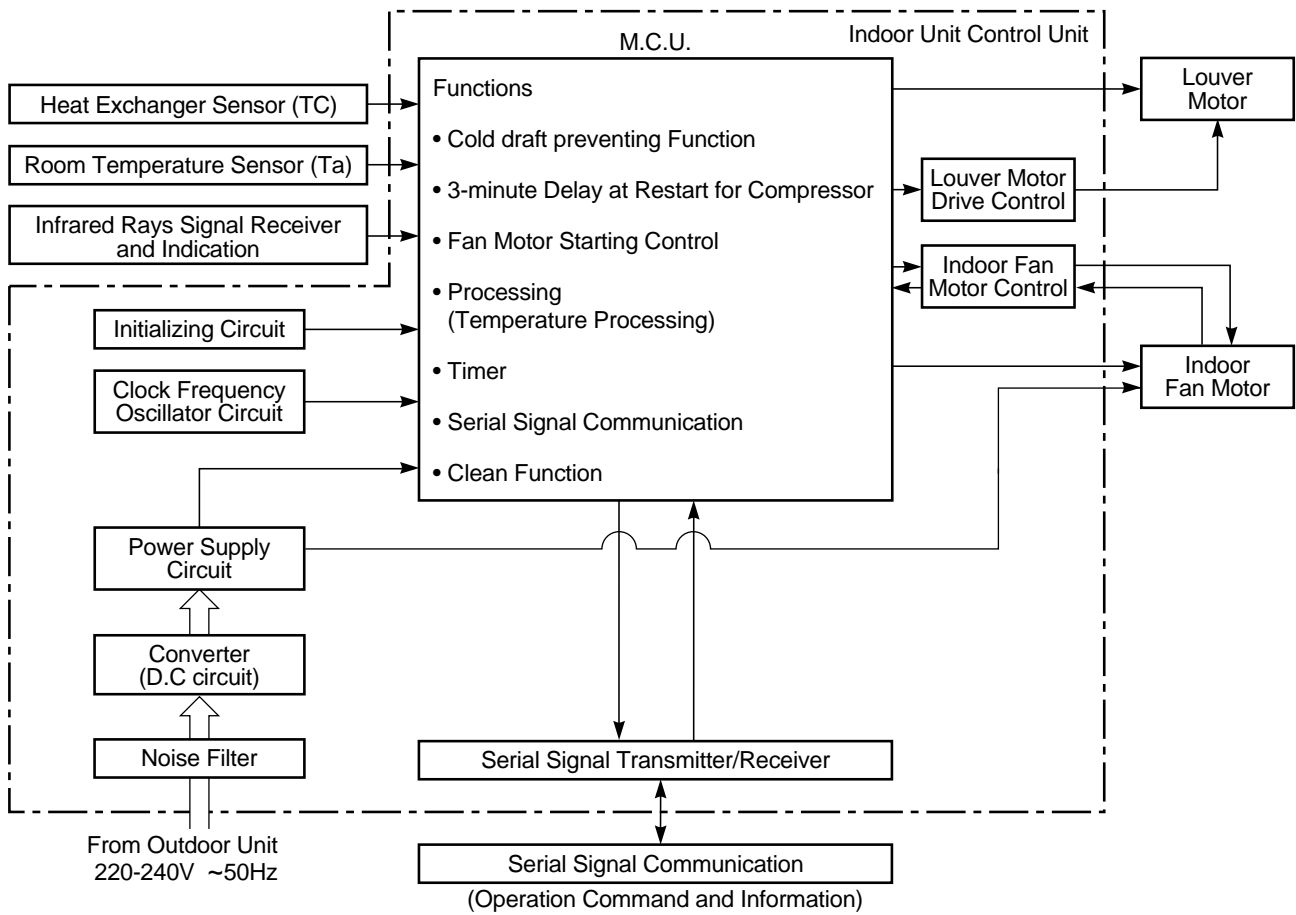 Indoor Unit Control Unit
M.C.U.
Functions
• Cold draft preventing Function
• 3-minute Delay at Restart for Compressor
• Fan Motor Starting Control
• Processing
(Temperature Processing)
• Timer
• Serial Signal Communication
• Clean Function
Heat Exchanger Sensor (TC)
Room Temperature Sensor (Ta)
Infrared Rays Signal Receiver
and Indication
Initializing Circuit
Clock Frequency
Oscillator Circuit
Power Supply
Circuit
Converter
(D.C circuit)
Noise Filter
From Outdoor Unit
220-240V ~50Hz
Louver
Motor
Louver Motor
Drive Control
Indoor Fan
Motor Control
Indoor
Fan Motor
Serial Signal Transmitter/Receiver
Serial Signal Communication
(Operation Command and Information)